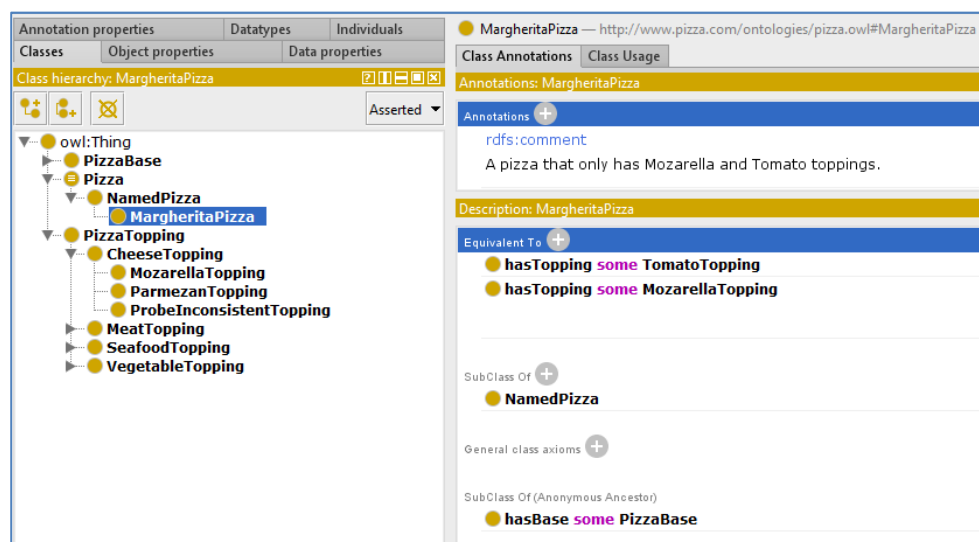 Annotation properties Datatypes Individuals
Classes Object properties Data properties
Class hierarchy: MargheritaPizza
Asserted
owl:Thing
PizzaBase
Pizza
NamedPizza
MargheritaPizza
PizzaTopping
CheeseTopping
MozarellaTopping
ParmezanTopping
ProbeInconsistentTopping
MeatTopping
SeafoodTopping
VegetableTopping
MargheritaPizza — http://www.pizza.com/ontologies/pizza.owl#MargheritaPizza
Class Annotations Class Usage
Annotations: MargheritaPizza
Annotations
rdfs:comment
A pizza that only has Mozarella and Tomato toppings.
Description: MargheritaPizza
Equivalent To
hasTopping some TomatoTopping
hasTopping some MozarellaTopping
SubClass Of
NamedPizza
General class axioms
SubClass Of (Anonymous Ancestor)
hasBase some PizzaBase